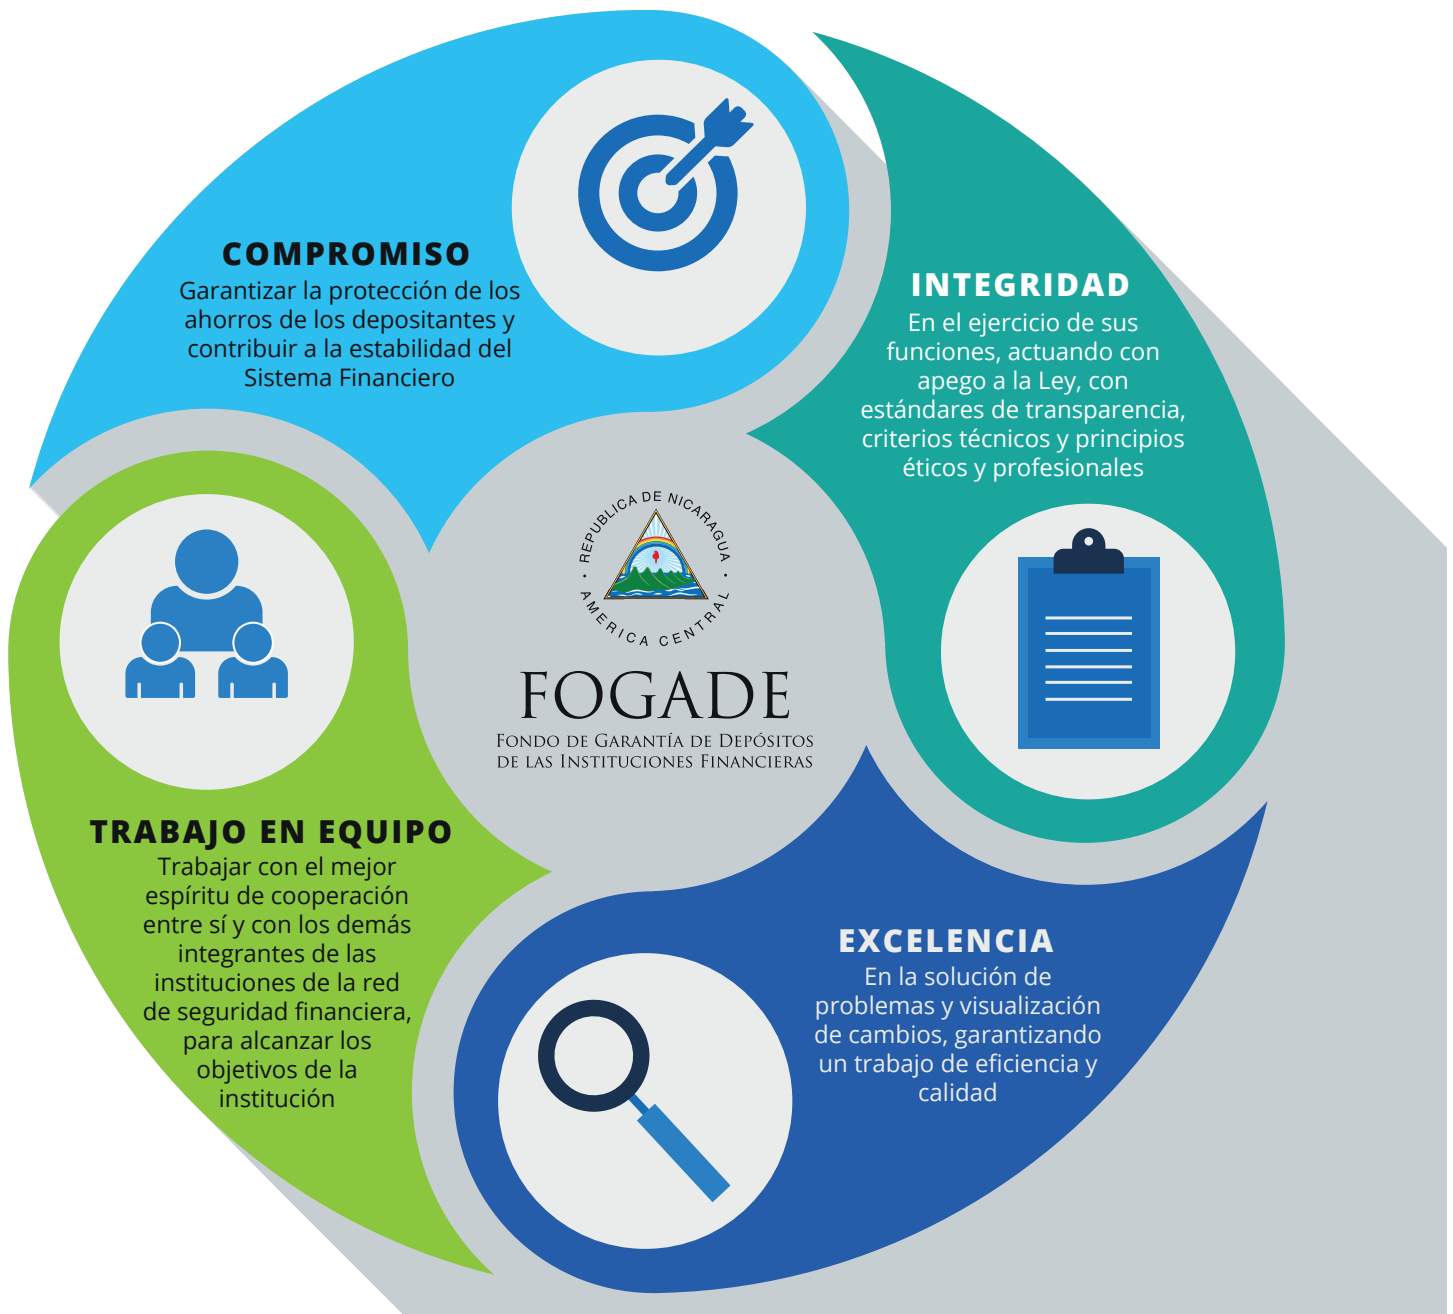 COMPROMISO
Garantizar la protección de los
ahorros de los depositantes y
contribuir a la estabilidad del
Sistema Financiero
INTEGRIDAD
En el ejercicio de sus
funciones, actuando con
apego a la Ley, con
estándares de transparencia,
criterios técnicos y principios
éticos y profesionales
REPUBLICA DE NICARAGUA
AMERICA CENTRAL
FOGADE
FONDO DE GARANTÍA DE DEPÓSITOS
DE LAS INSTITUCIONES FINANCIERAS
TRABAJO EN EQUIPO
Trabajar con el mejor
espíritu de cooperación
entre sí y con los demás
integrantes de las
instituciones de la red
de seguridad financiera,
para alcanzar los
objetivos de la
institución
EXCELENCIA
En la solución de
problemas y visualización
de cambios, garantizando
un trabajo de eficiencia y
calidad